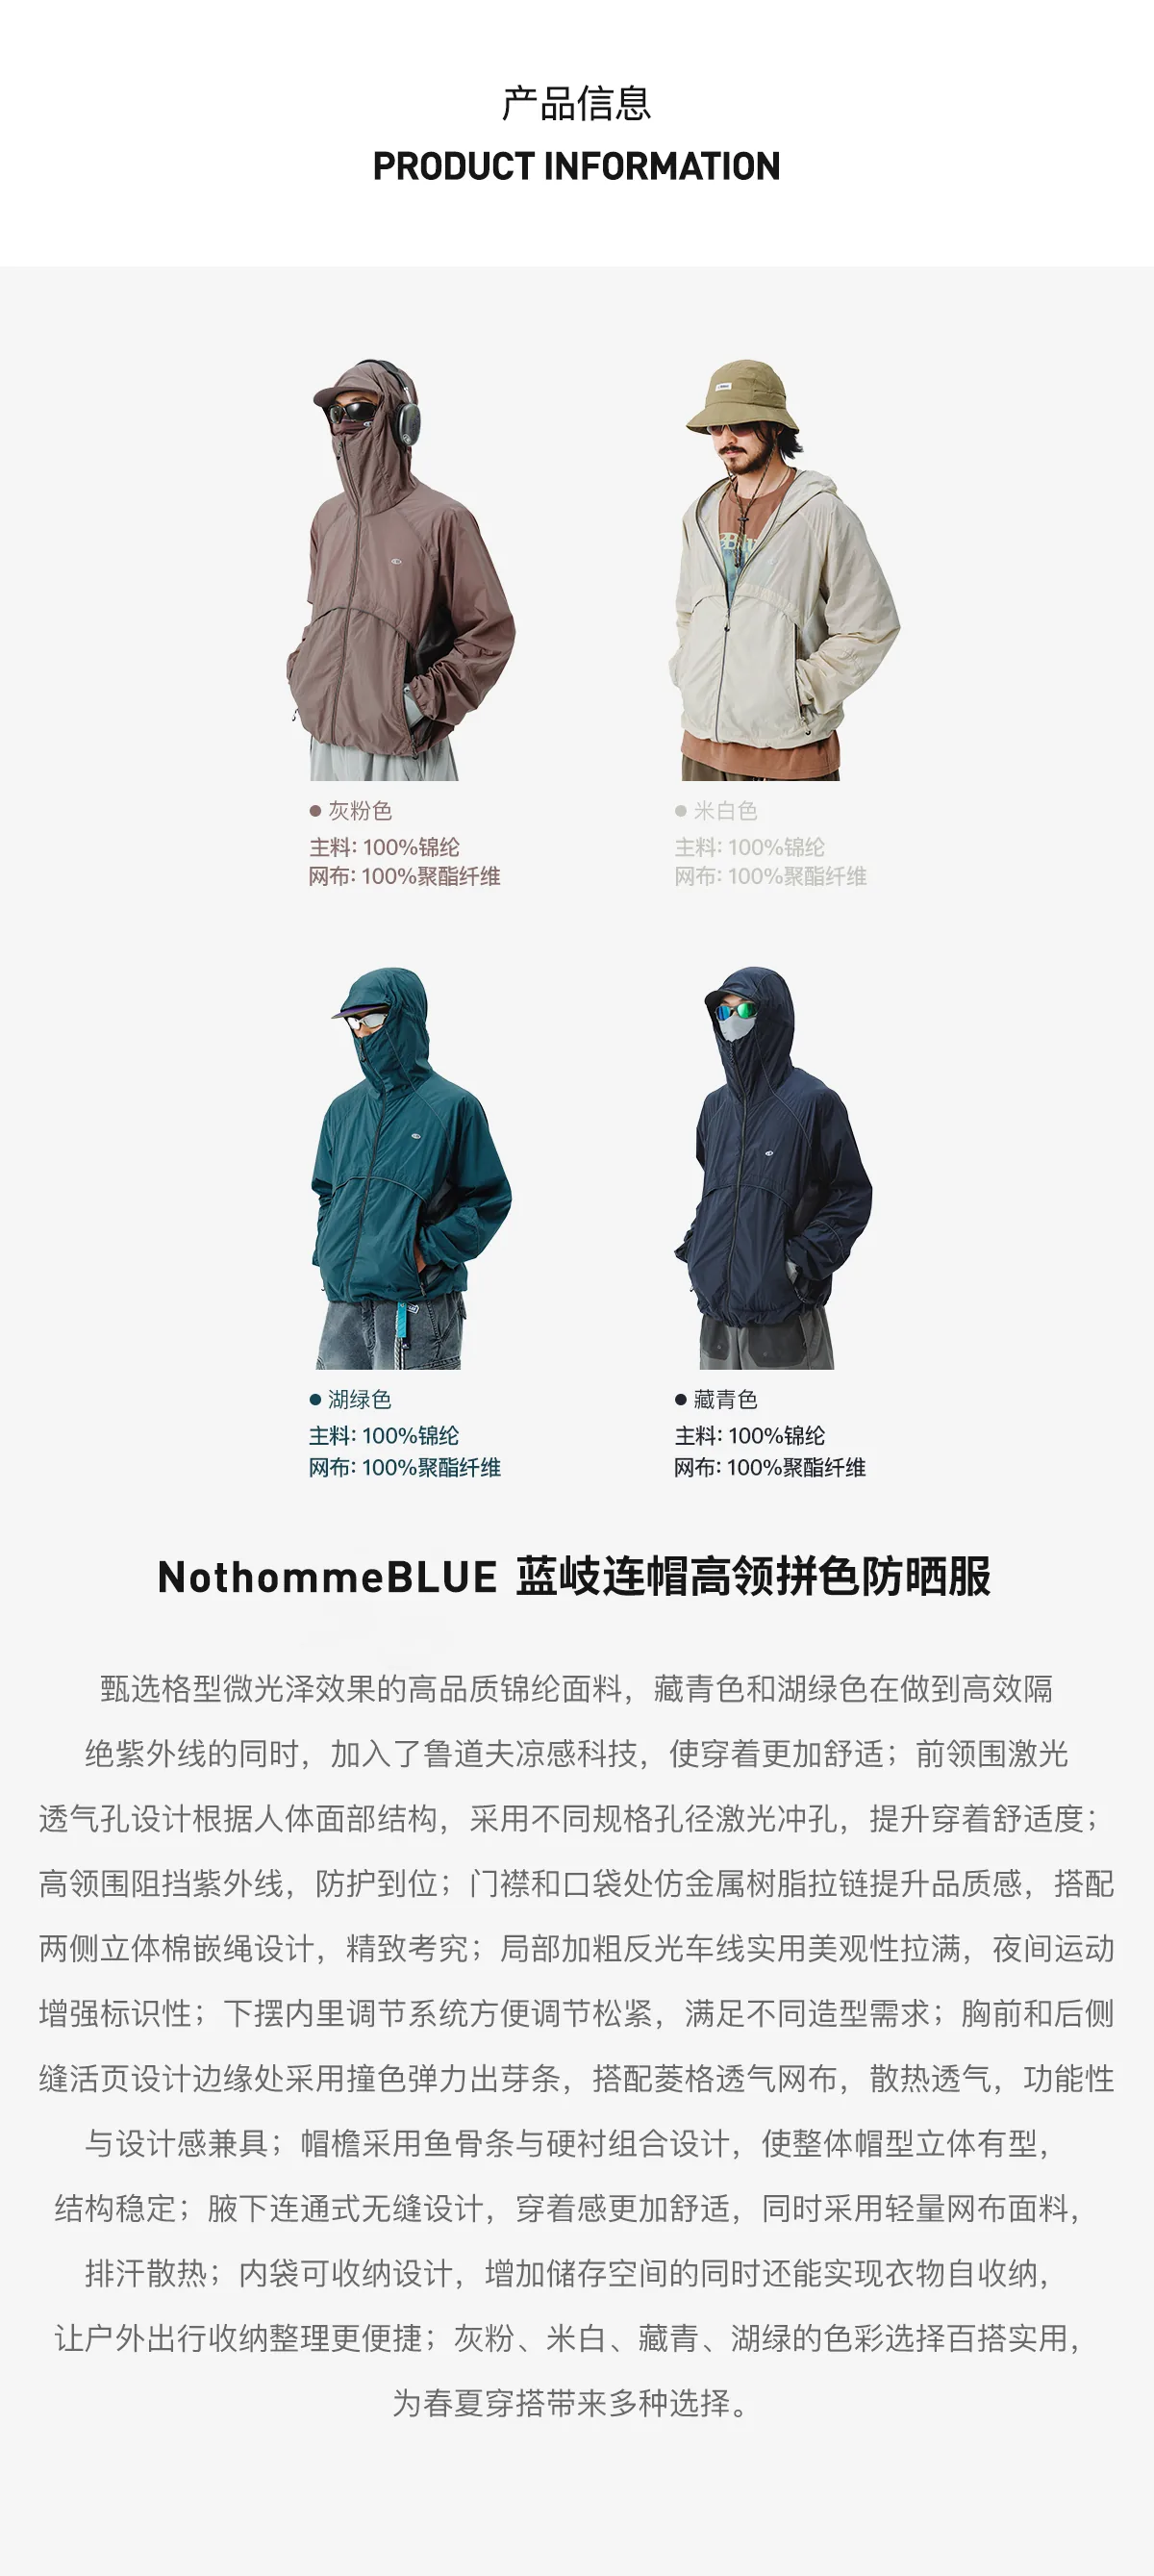 产品信息
PRODUCT INFORMATION
灰粉色
主料: 100%锦纶
网布: 100%聚酯纤维
米白色
主料: 100%锦纶
网布: 100%聚酯纤维
湖绿色
主料: 100%锦纶
网布: 100%聚酯纤维
藏青色
主料: 100%锦纶
网布: 100%聚酯纤维
NothommeBLUE 蓝岐连帽高领拼色防晒服
甄选格型微光泽效果的高品质锦纶面料，藏青色和湖绿色在做到高效隔
绝紫外线的同时，加入了鲁道夫凉感科技，使穿着更加舒适；前领围激光
透气孔设计根据人体面部结构，采用不同规格孔径激光冲孔，提升穿着舒适度；
高领围阻挡紫外线，防护到位；门襟和口袋处仿金属树脂拉链提升品质感，搭配
两侧立体棉嵌绳设计，精致考究；局部加粗反光车线实用美观性拉满，夜间运动
增强标识性；下摆内里调节系统方便调节松紧，满足不同造型需求；胸前和后侧
缝活页设计边缘处采用撞色弹力出芽条，搭配菱格透气网布，散热透气，功能性
与设计感兼具；帽檐采用鱼骨条与硬衬组合设计，使整体帽型立体有型，
结构稳定；腋下连通式无缝设计，穿着感更加舒适，同时采用轻量网布面料，
排汗散热；内袋可收纳设计，增加储存空间的同时还能实现衣物自收纳，
让户外出行收纳整理更便捷；灰粉、米白、藏青、湖绿的色彩选择百搭实用，
为春夏穿搭带来多种选择。